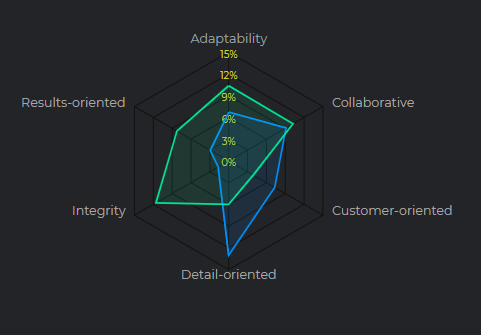 Adaptability
15%
12%
9%
6%
3%
0%
Results-oriented
Collaborative
Integrity
Customer-oriented
Detail-oriented